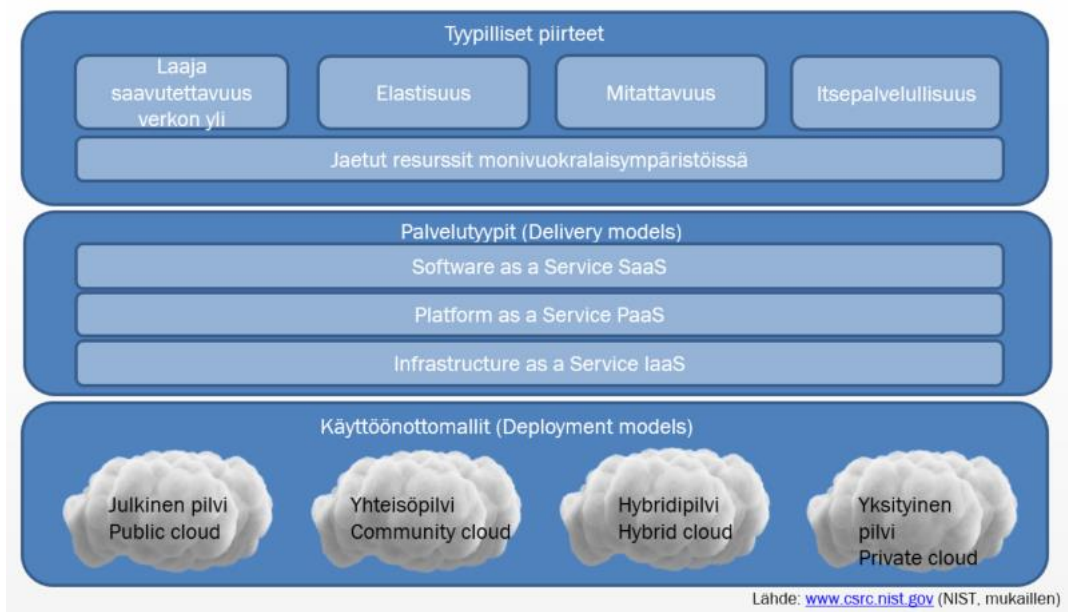 Tyypilliset piirteet
Laaja
saavutettavuus
verkon yli
Elastisuus
Mitattavuus
Itsepalvelullisuus
Jaetut resurssit monivuokralaisympäristöissä
Palvelutyypit (Delivery models)
Software as a Service SaaS
Platform as a Service PaaS
Infrastructure as a Service IaaS
Käyttöönottomallit (Deployment models)
Julkinen pilvi
Public cloud
Yhteisöpilvi
Community cloud
Hybridipilvi
Hybrid cloud
Yksityinen
pilvi
Private cloud
Lähde: www.csrc.nist.gov (NIST, mukaillen)